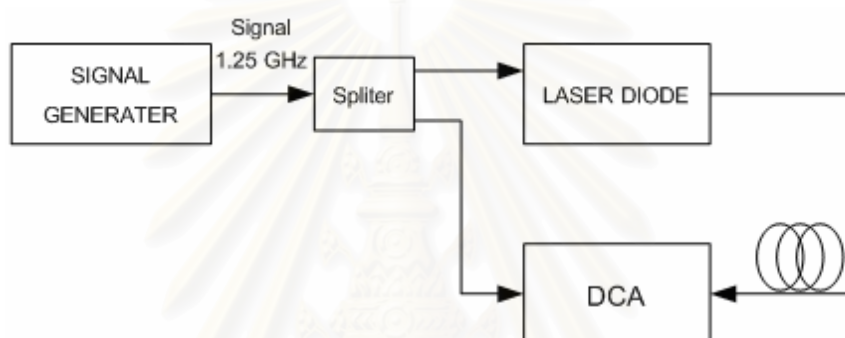 Signal
1.25 GHz
SIGNAL
GENERATER
Spliter
LASER DIODE
DCA